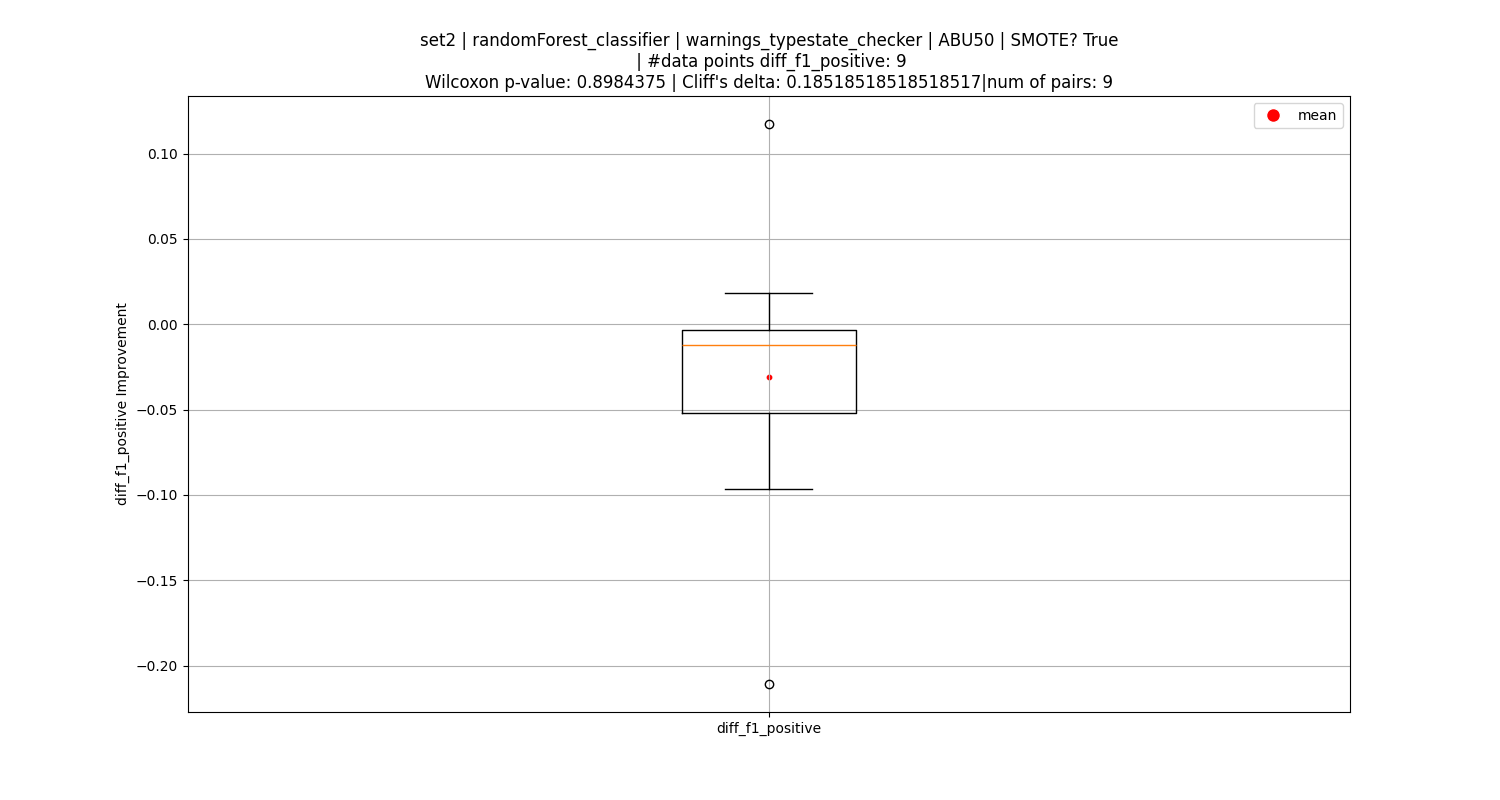 set2 | randomForest_classifier | warnings_typestate_checker | ABU50 | SMOTE? True
| #data points diff_f1_positive: 9
Wilcoxon p-value: 0.8984375 | Cliff's delta: 0.18518518518518517|num of pairs: 9
mean
0.10
0.05
0.00
−0.05
−0.10
−0.15
−0.20
diff_f1_positive Improvement
diff_f1_positive